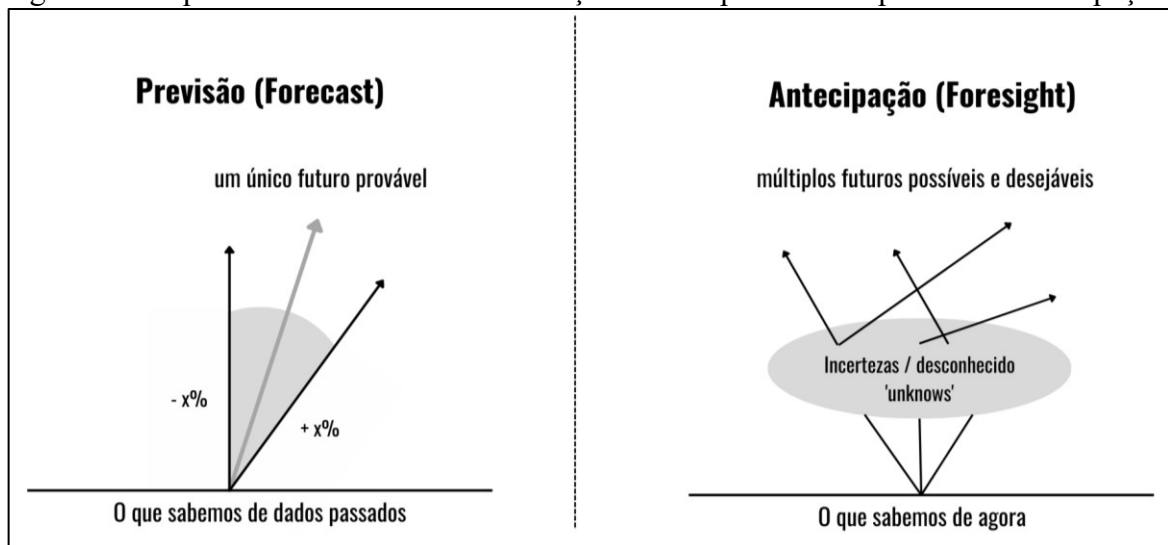 Previsão (Forecast)
um único futuro provável
- x%
+ x%
O que sabemos de dados passados
Antecipação (Foresight)
múltiplos futuros possíveis e desejáveis
Incertezas / desconhecido
'unknows'
O que sabemos de agora